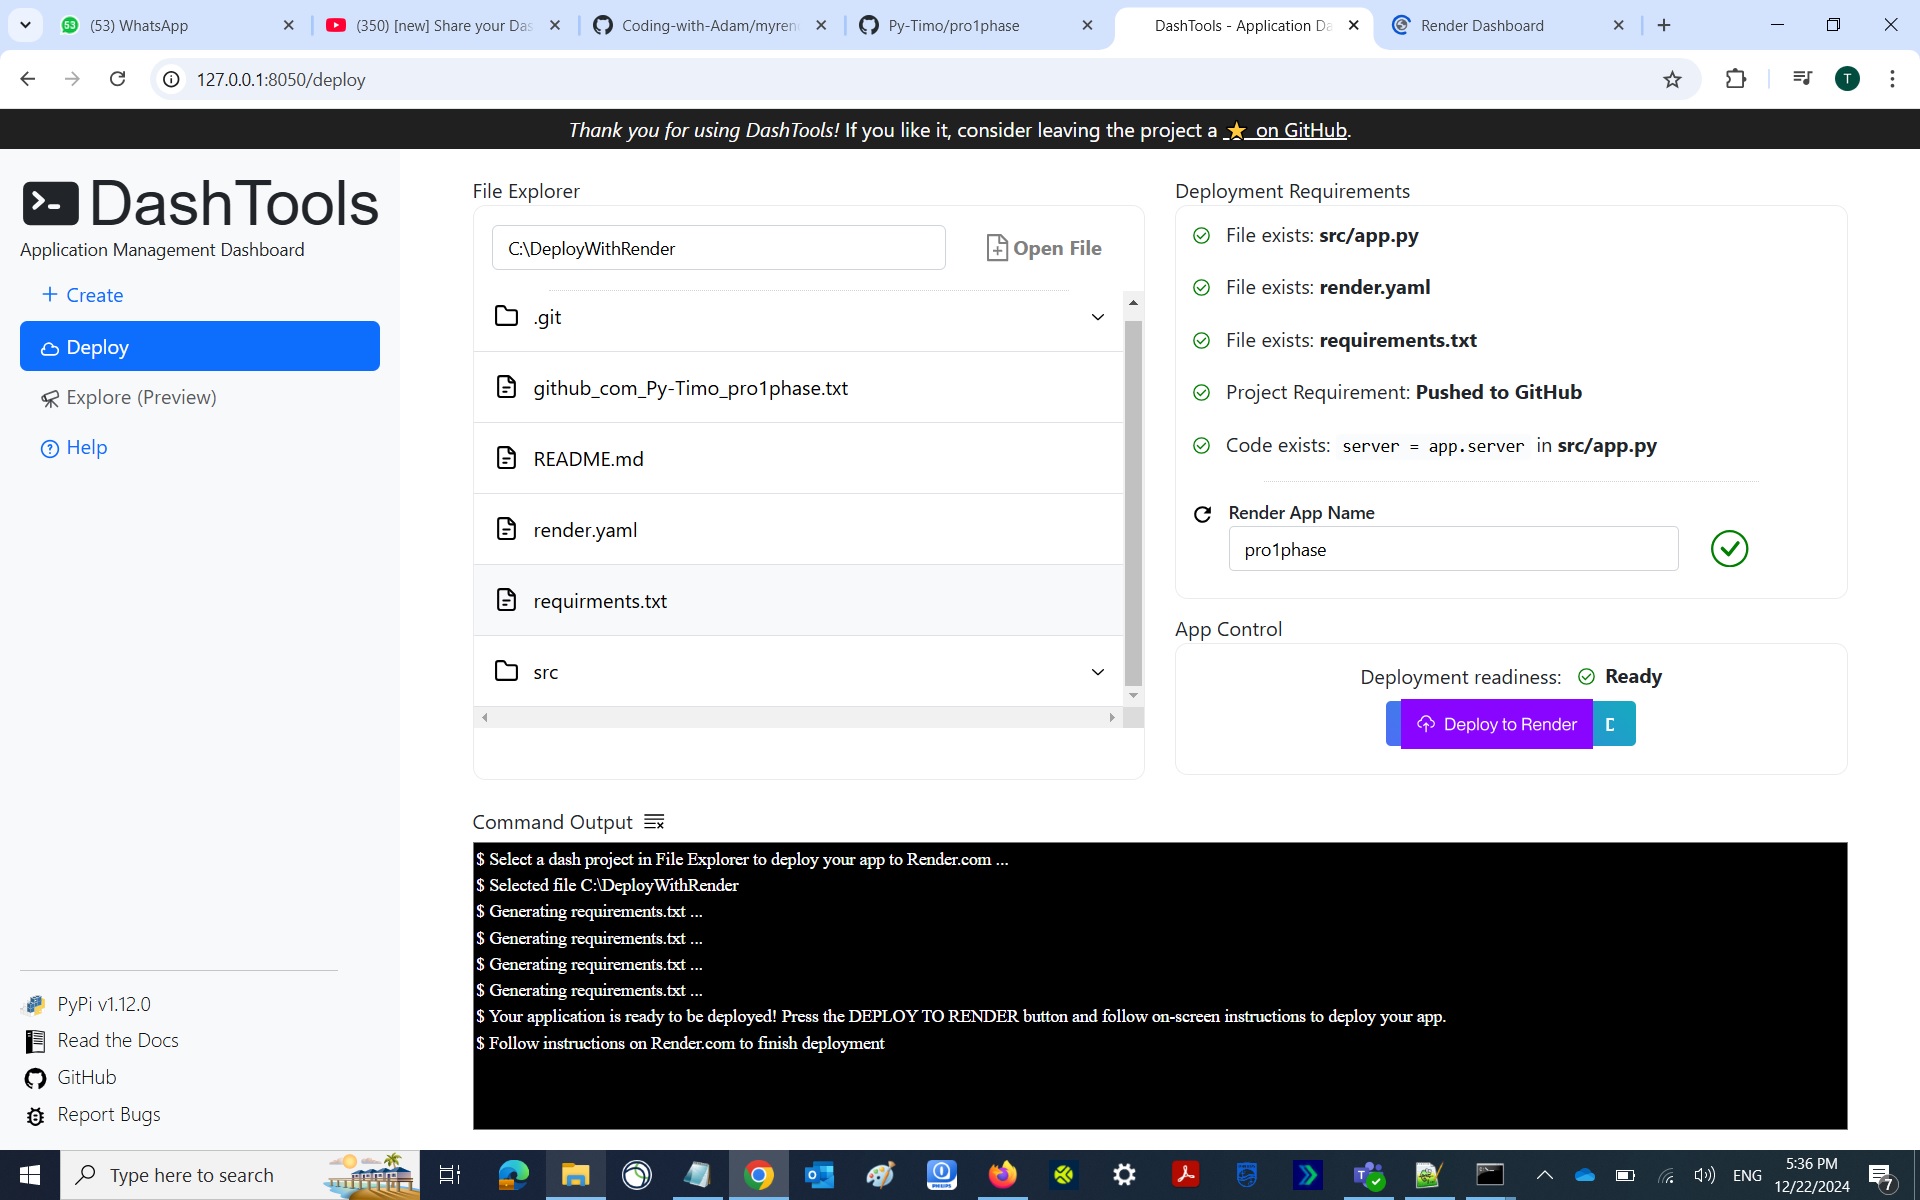 (53) WhatsApp
(350) [new] Share your Das
Coding-with-Adam/myren
Py-Timo/pro1phase
DashTools - Application Da
Render Dashboard
127.0.0.1:8050/deploy
T
Thank you for using DashTools! If you like it, consider leaving the project a ⭐ on GitHub.
DashTools
Application Management Dashboard
+ Create
Deploy
Explore (Preview)
Help
File Explorer
C:\DeployWithRender
Open File
.git
github_com_Py-Timo_pro1phase.txt
README.md
render.yaml
requirments.txt
src
Deployment Requirements
File exists: src/app.py
File exists: render.yaml
File exists: requirements.txt
Project Requirement: Pushed to GitHub
Code exists: server = app.server in src/app.py
Render App Name
pro1phase
App Control
Deployment readiness: Ready
Deploy to Render
Command Output
$ Select a dash project in File Explorer to deploy your app to Render.com ...
$ Selected file C:\DeployWithRender
$ Generating requirements.txt ...
$ Generating requirements.txt ...
$ Generating requirements.txt ...
$ Generating requirements.txt ...
$ Your application is ready to be deployed! Press the DEPLOY TO RENDER button and follow on-screen instructions to deploy your app.
$ Follow instructions on Render.com to finish deployment
PyPi v1.12.0
Read the Docs
GitHub
Report Bugs
Type here to search
ENG
5:36 PM
12/22/2024
7